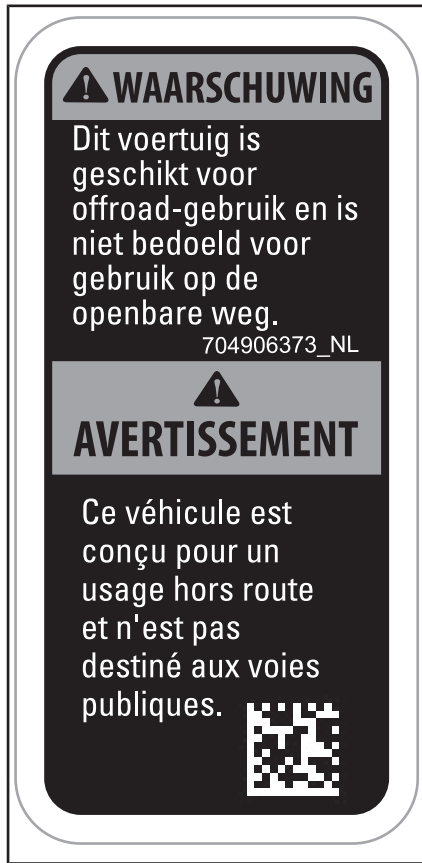 WAARSCHUWING
Dit voertuig is
geschikt voor
offroad-gebruik en is
niet bedoeld voor
gebruik op de
openbare weg.
704906373_NL
AVERTISSEMENT
Ce véhicule est
conçu pour un
usage hors route
et n'est pas
destiné aux voies
publiques.